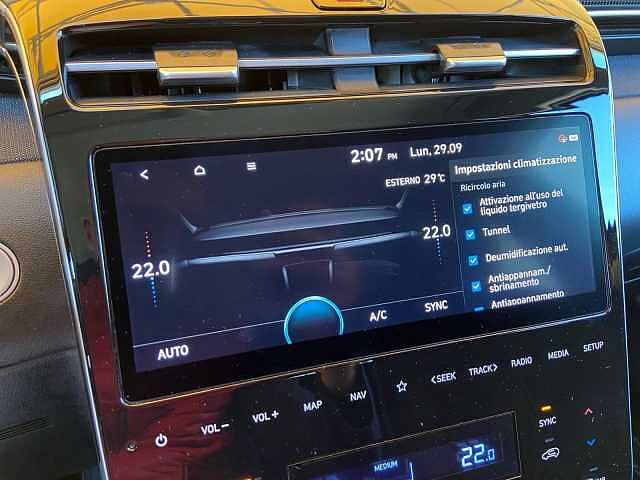 2:07 PM Lun, 29.09
ESTERNO 29°c
22.0
22.0
AUTO
A/C
SYNC
Impostazioni climatizzazione
Ricircolo aria
Attivazione all'uso del
liquido tergivetro
Tunnel
Deumidificazione aut.
Antiappannam./
sbrinamento
Antiappannamento
VOL−
VOL+
MAP
NAV
<SEEK
TRACK>
RADIO
MEDIA
SETUP
MEDIUM
22.0
SYNC